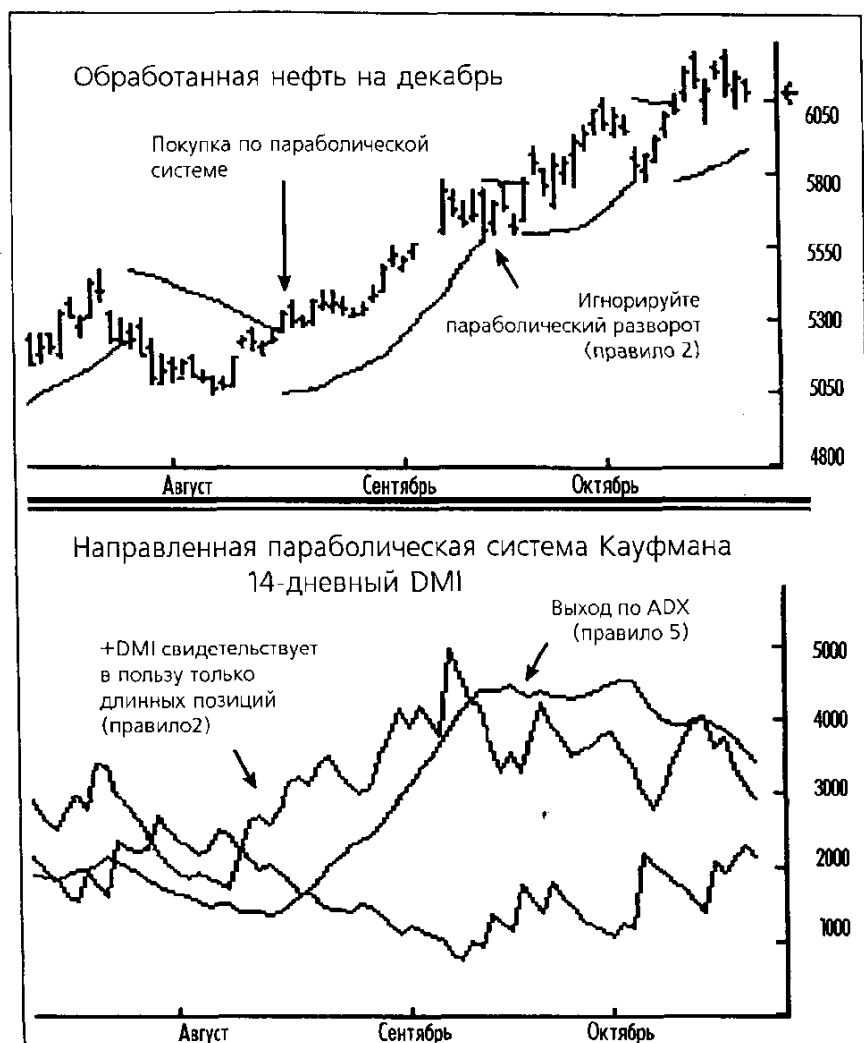 Обработанная нефть на декабрь
Покупка по параболической
системе
Игнорируйте
параболический разворот
(правило 2)
6050
5800
5550
5300
5050
4800
Август
Сентябрь
Октябрь
Направленная параболическая система Кауфмана
14-дневный DMI
Выход по ADX
(правило 5)
+DMI свидетельствует
в пользу только
длинных позиций
(правило2)
5000
4000
3000
2000
1000
Август
Сентябрь
Октябрь